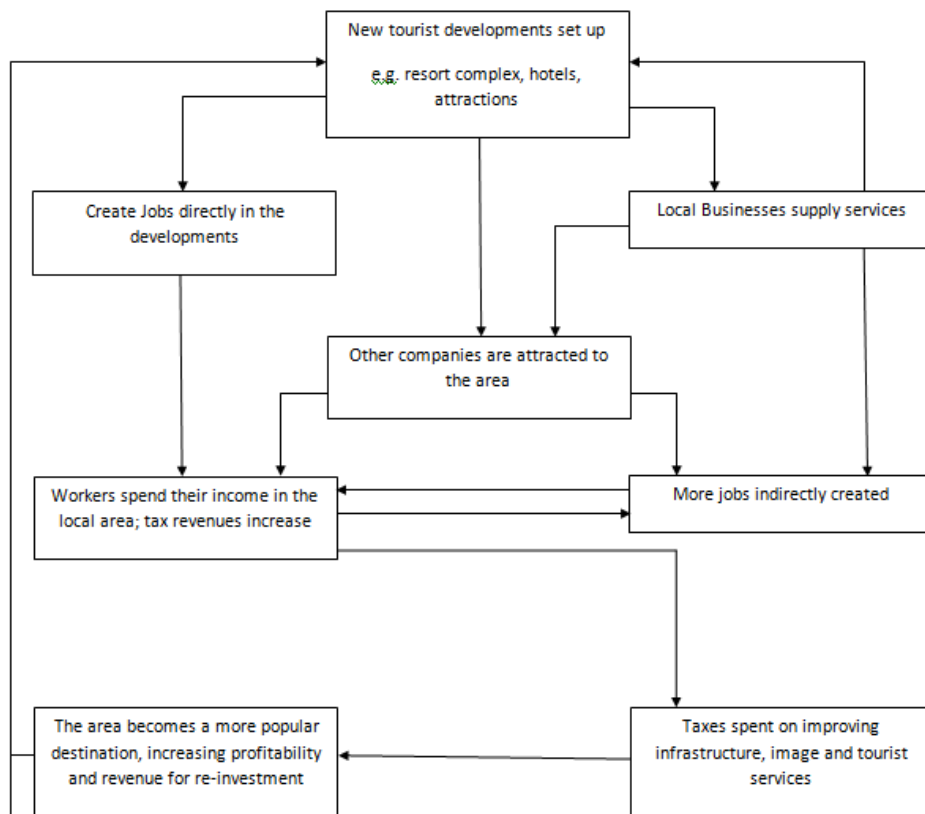 New tourist developments set up
e.g. resort complex, hotels,
attractions
Create Jobs directly in the
developments
Local Businesses supply services
Other companies are attracted to
the area
Workers spend their income in the
local area; tax revenues increase
More jobs indirectly created
The area becomes a more popular
destination, increasing profitability
and revenue for re-investment
Taxes spent on improving
infrastructure, image and tourist
services